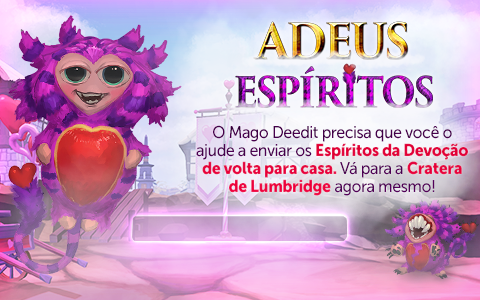 ADEUS
ESPÍRITOS
O Mago Deedit precisa que você o
ajude a enviar os Espíritos da Devoção
de volta para casa. Vá para a Cratera
de Lumbridge agora mesmo!